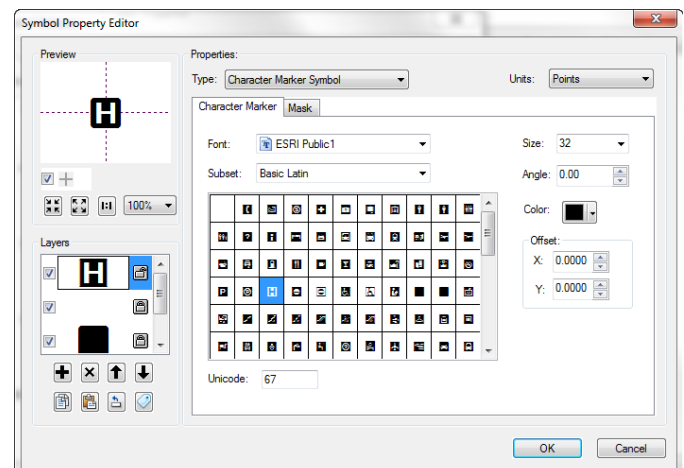 Symbol Property Editor
Preview
Properties:
Type: Character Marker Symbol
Units: Points
Character Marker
Mask
Font: ESRI Public1
Size: 32
Subset: Basic Latin
Angle: 0.00
Color:
Offset:
X: 0.0000
Y: 0.0000
H
1:1
100%
Layers
H
Unicode: 67
OK
Cancel